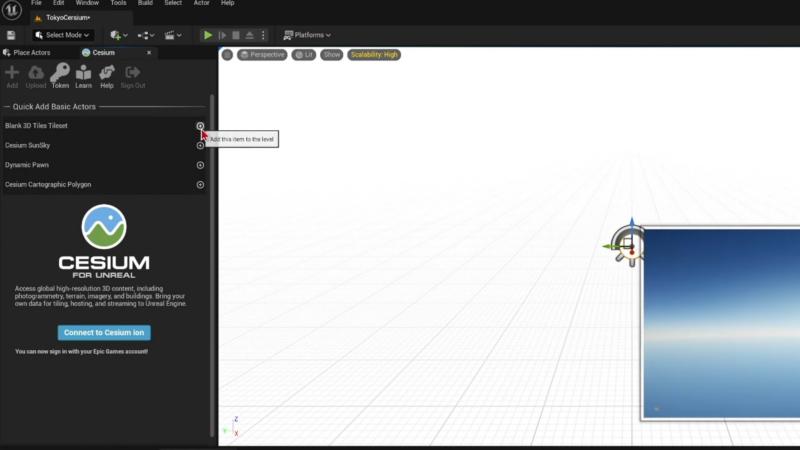 File Edit Window Tools Build Select Actor Help
TokyoCersium•
Select Mode
Platforms
Place Actors
Cesium
Perspective
Lit
Show
Scalability: High
Add
Upload
Token
Learn
Help
Sign Out
Quick Add Basic Actors
Blank 3D Tiles Tileset
Add this item to the level
Cesium SunSky
Dynamic Pawn
Cesium Cartographic Polygon
CESIUM
FOR UNREAL
Access global high-resolution 3D content, including
photogrammetry, terrain, imagery, and buildings. Bring your
own data for tiling, hosting, and streaming to Unreal Engine.
Connect to Cesium ion
You can now sign in with your Epic Games account!
Z
Y
X